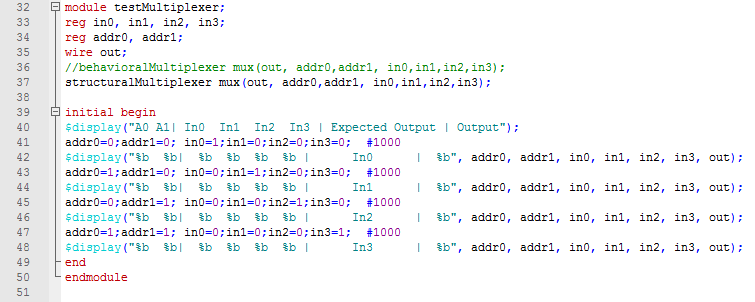 32 module testMultiplexer;
33 reg in0, in1, in2, in3;
34 reg addr0, addr1;
35 wire out;
36 //behavioralMultiplexer mux(out, addr0,addr1, in0,in1,in2,in3);
37 structuralMultiplexer mux(out, addr0,addr1, in0,in1,in2,in3);
38
39 initial begin
40 $display("A0 A1| In0  In1  In2  In3 | Expected Output | Output");
41 addr0=0;addr1=0; in0=1;in1=0;in2=0;in3=0;  #1000
42 $display("%b  %b|  %b  %b  %b  %b |      In0      |  %b", addr0, addr1, in0, in1, in2, in3, out);
43 addr0=1;addr1=0; in0=0;in1=1;in2=0;in3=0;  #1000
44 $display("%b  %b|  %b  %b  %b  %b |      In1      |  %b", addr0, addr1, in0, in1, in2, in3, out);
45 addr0=0;addr1=1; in0=0;in1=0;in2=1;in3=0;  #1000
46 $display("%b  %b|  %b  %b  %b  %b |      In2      |  %b", addr0, addr1, in0, in1, in2, in3, out);
47 addr0=1;addr1=1; in0=0;in1=0;in2=0;in3=1;  #1000
48 $display("%b  %b|  %b  %b  %b  %b |      In3      |  %b", addr0, addr1, in0, in1, in2, in3, out);
49 end
50 endmodule
51